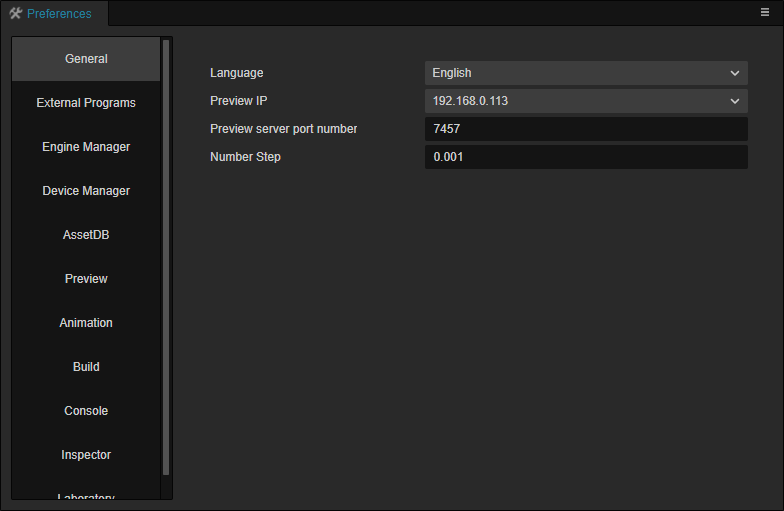 Preferences
General
External Programs
Engine Manager
Device Manager
AssetDB
Preview
Animation
Build
Console
Inspector
Laboratory
Language English
Preview IP 192.168.0.113
Preview server port number 7457
Number Step 0.001